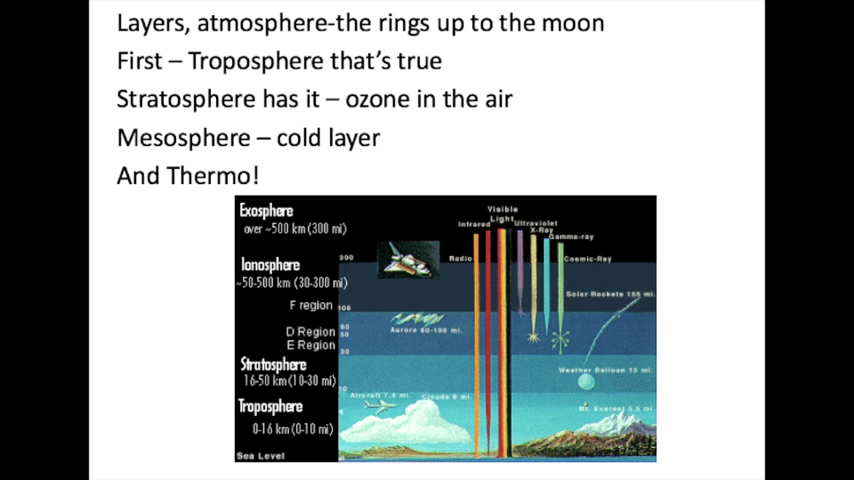 Layers, atmosphere-the rings up to the moon
First – Troposphere that's true
Stratosphere has it – ozone in the air
Mesosphere – cold layer
And Thermo!
Exosphere
over ~500 km (300 mi)
Visible
Light
Infrared
Ultraviolet
X-Ray
Gamma-ray
Radio
Cosmic-Ray
Ionosphere
~50-500 km (30-300 mi)
300
F region
Solar Rockets 155 mi.
100
D Region
E Region
60
50
30
Aurora 60-100 mi.
Stratosphere
16-50 km (10-30 mi)
Weather Balloon 15 mi.
10
Aircraft 7.4 mi.
Clouds 6 mi.
Troposphere
0-16 km (0-10 mi)
Mt. Everest 5.5 mi.
Sea Level